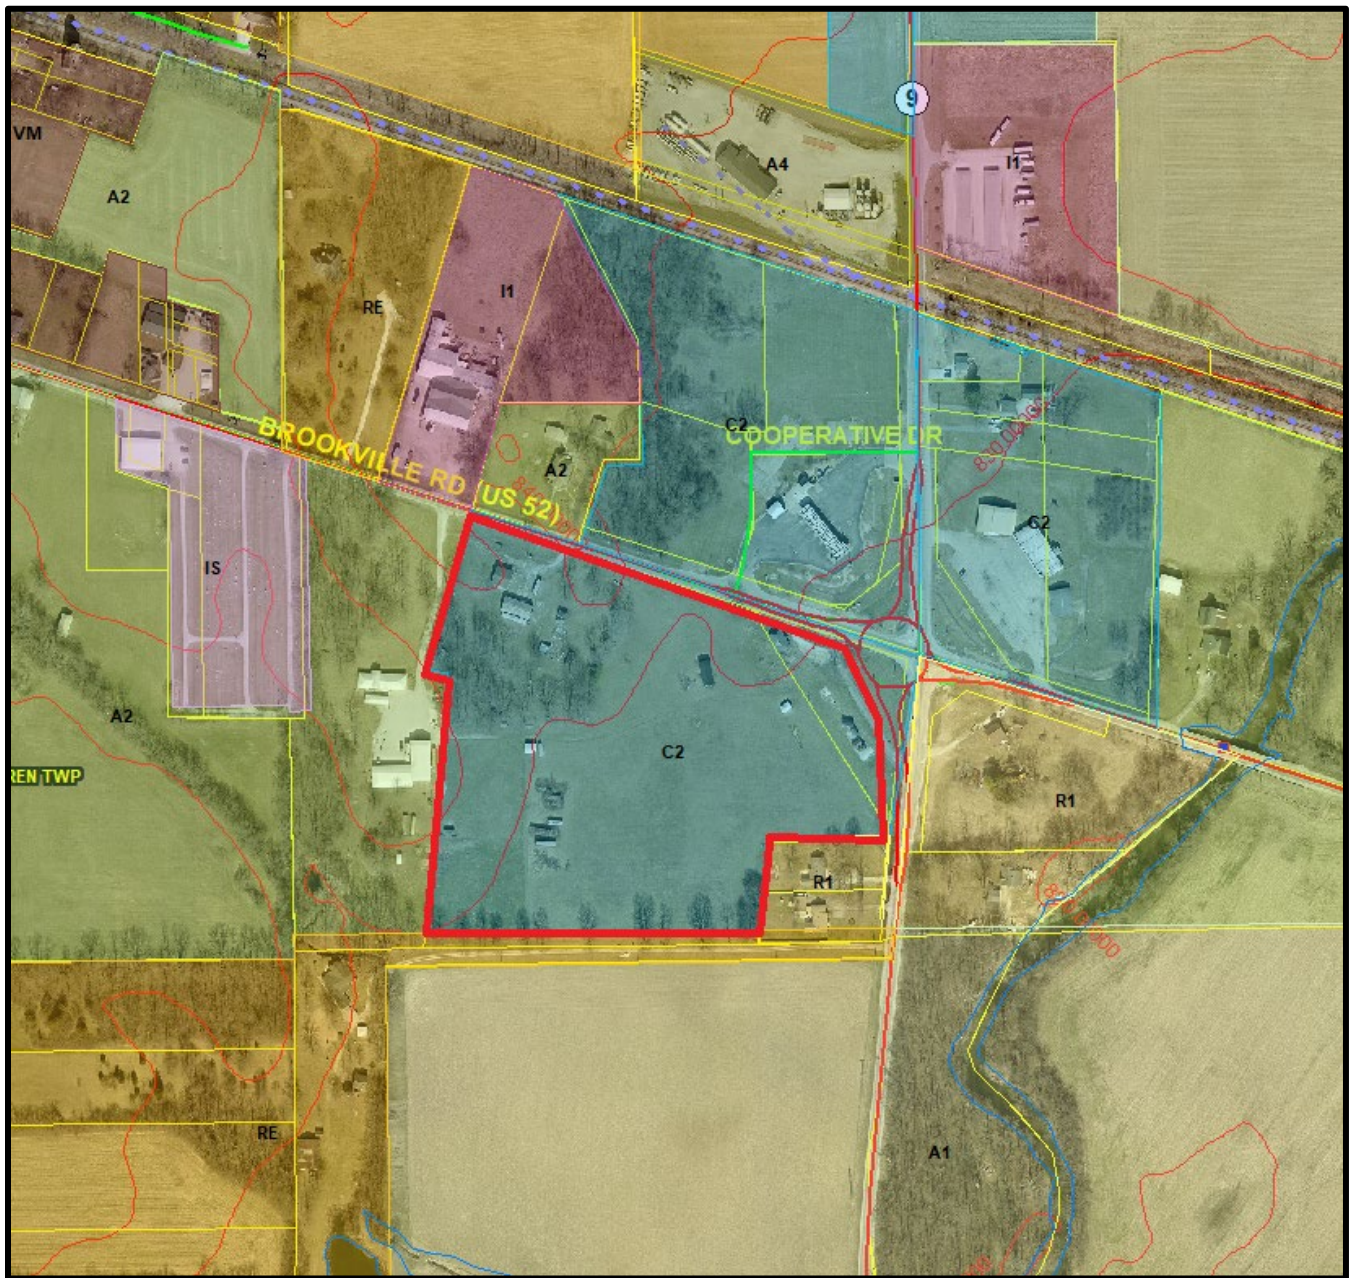 9
VM
A4
I1
A2
I1
RE
C2
COOPERATIVE DR
BROOKVILLE RD (US 52)
A2
C2
IS
A2
C2
REN TWP
R1
R1
RE
A1